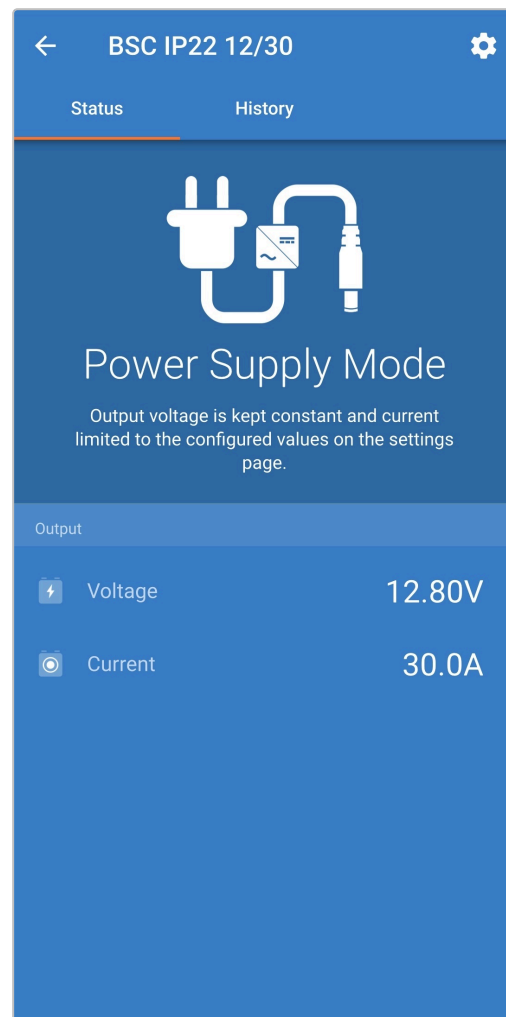 BSC IP22 12/30
Status
History
Power Supply Mode
Output voltage is kept constant and current
limited to the configured values on the settings
page.
Output
Voltage
12.80V
Current
30.0A